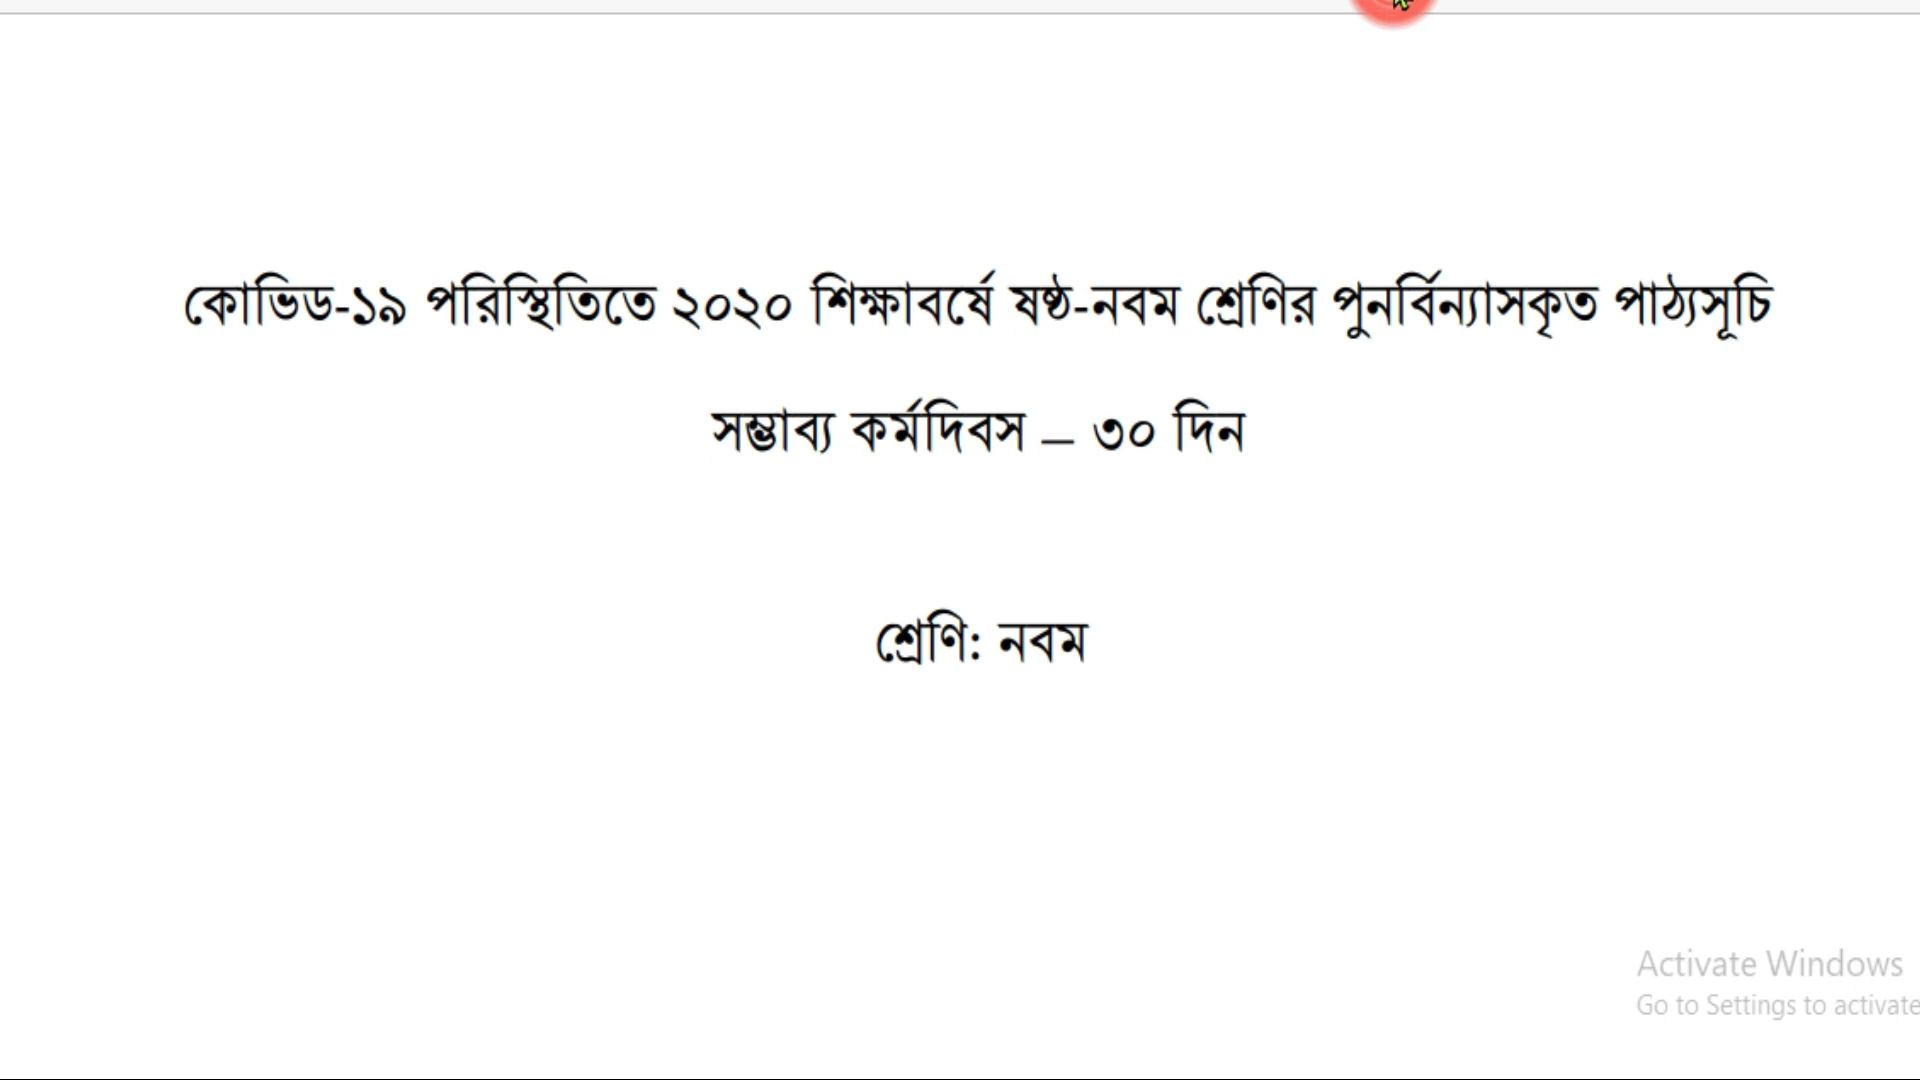 কোভিড-১৯ পরিস্থিতিতে ২০২০ শিক্ষাবর্ষে ষষ্ঠ-নবম শ্রেণির পুনর্বিন্যাসকৃত পাঠ্যসূচি
সম্ভাব্য কর্মদিবস – ৩০ দিন
শ্রেণি: নবম
Activate Windows
Go to Settings to activate